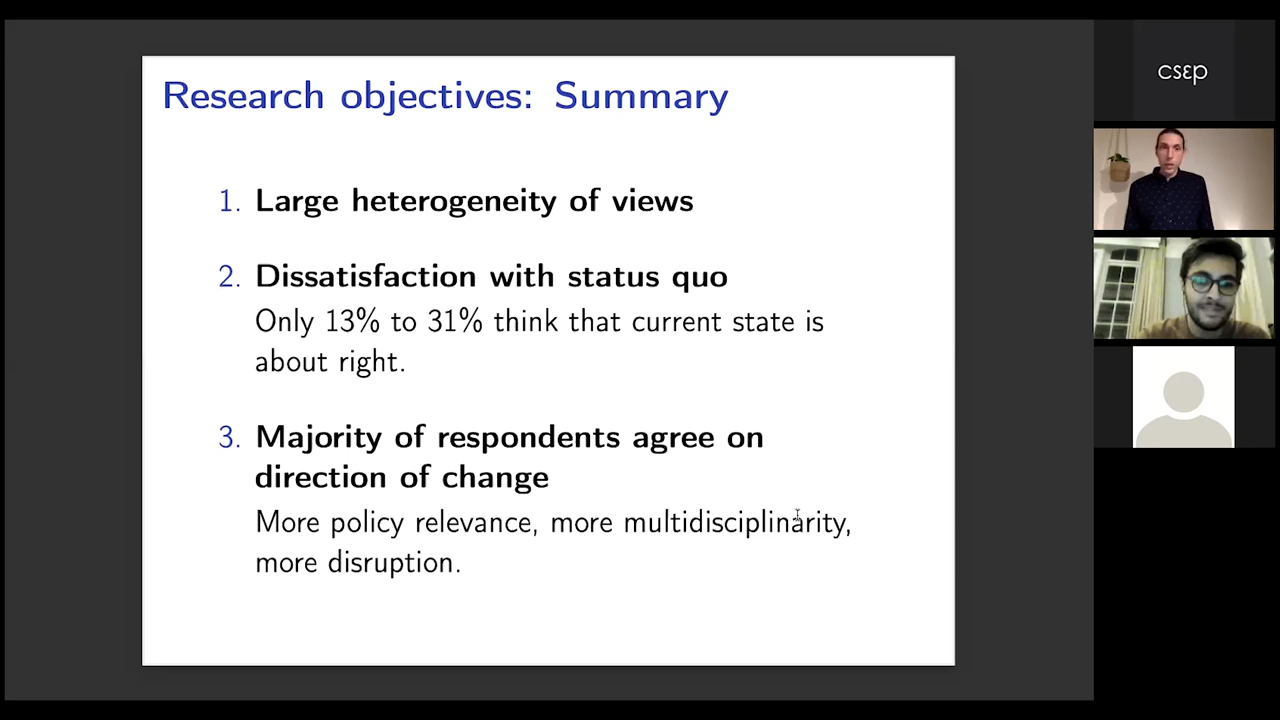 Research objectives: Summary
1. Large heterogeneity of views
2. Dissatisfaction with status quo
Only 13% to 31% think that current state is
about right.
3. Majority of respondents agree on
direction of change
More policy relevance, more multidisciplinarity,
more disruption.
csεp